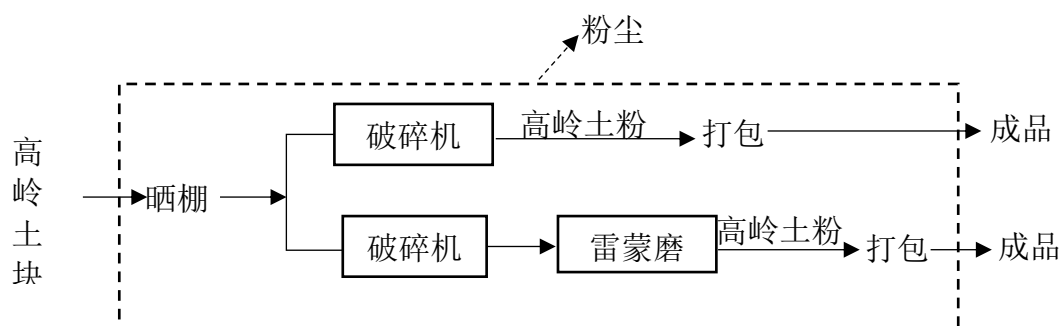 粉尘
高岭土块
晒棚
破碎机
高岭土粉
打包
成品
破碎机
雷蒙磨
高岭土粉
打包
成品